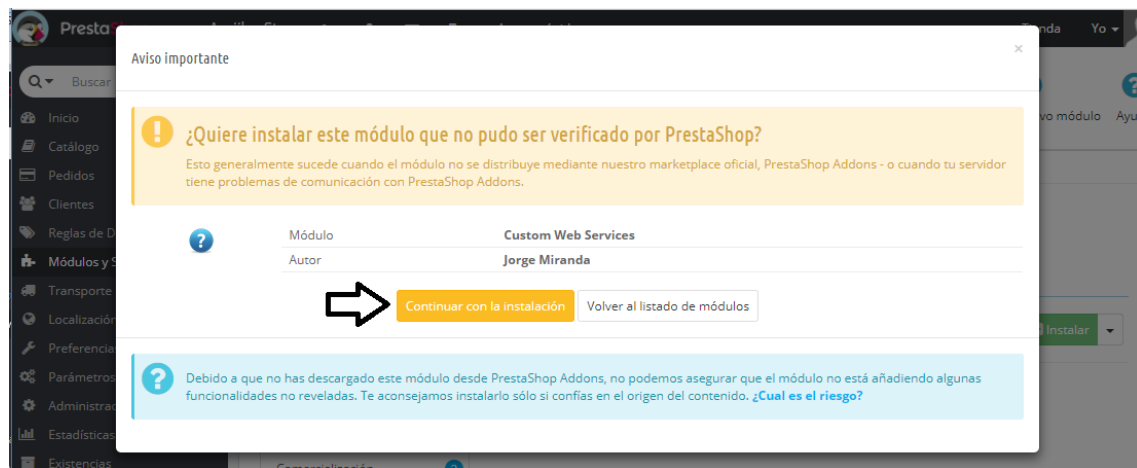 Presta
Tienda
Yo
Aviso importante
×
Buscar
Inicio
Catálogo
Pedidos
Clientes
Reglas de D
Módulos y S
Transporte
Localización
Preferencia
Parámetros
Administrac
Estadísticas
Existencias
vo módulo
Ayu
¿Quiere instalar este módulo que no pudo ser verificado por PrestaShop?
Esto generalmente sucede cuando el módulo no se distribuye mediante nuestro marketplace oficial, PrestaShop Addons - o cuando tu servidor
tiene problemas de comunicación con PrestaShop Addons.
Módulo Custom Web Services
Autor Jorge Miranda
Continuar con la instalación
Volver al listado de módulos
Instalar
Debido a que no has descargado este módulo desde PrestaShop Addons, no podemos asegurar que el módulo no está añadiendo algunas
funcionalidades no reveladas. Te aconsejamos instalarlo sólo si confías en el origen del contenido. ¿Cual es el riesgo?
Comercialización